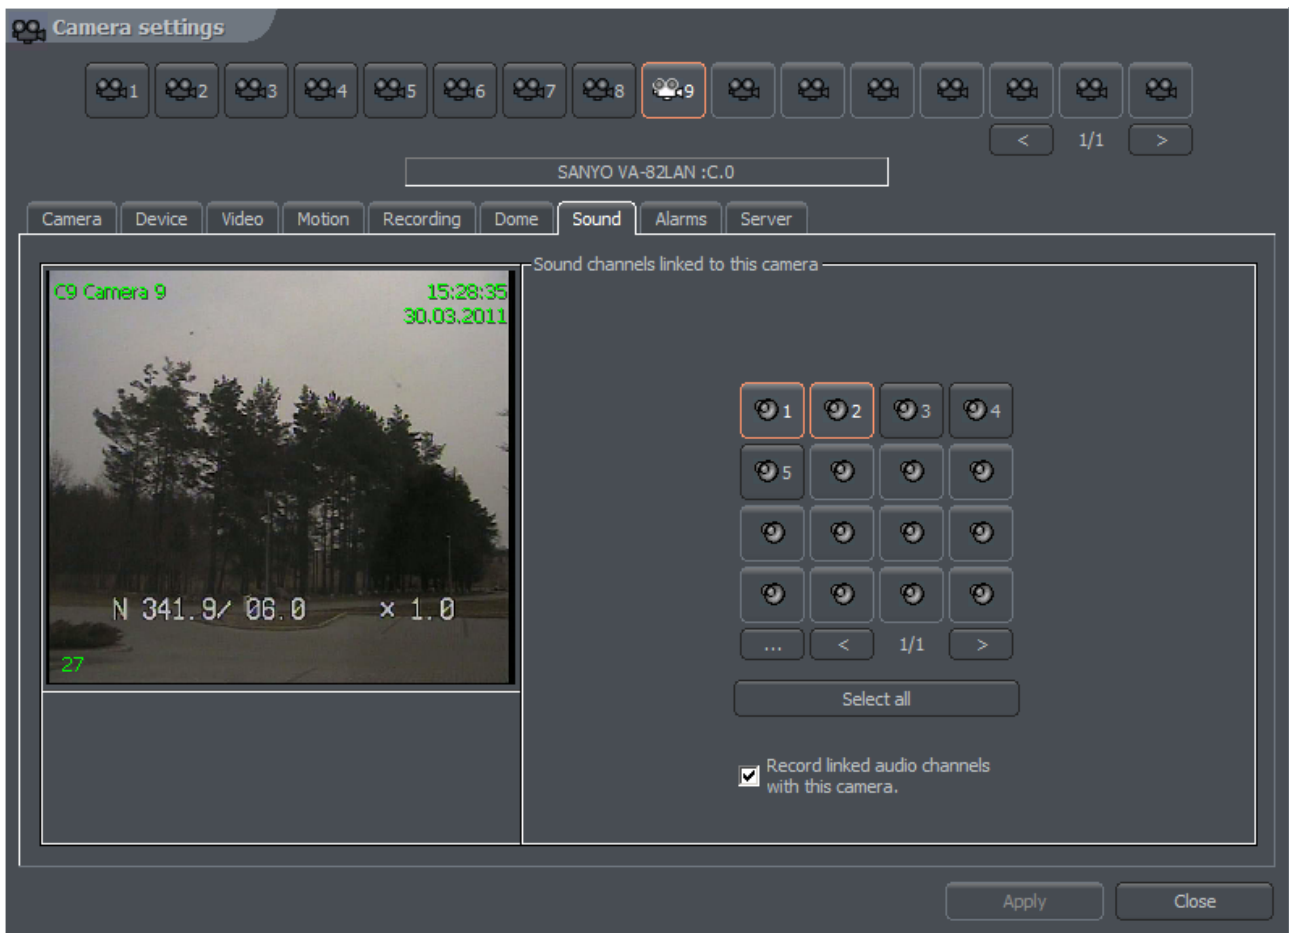 Camera settings
1 2 3 4 5 6 7 8 9
< 1/1 >
SANYO VA-82LAN :C.0
Camera Device Video Motion Recording Dome Sound Alarms Server
Sound channels linked to this camera
C9 Camera 9 15:28:35
30.03.2011
N 341.9/ 06.0 x 1.0
27
1 2 3 4
5
... < 1/1 >
Select all
Record linked audio channels
with this camera.
Apply Close